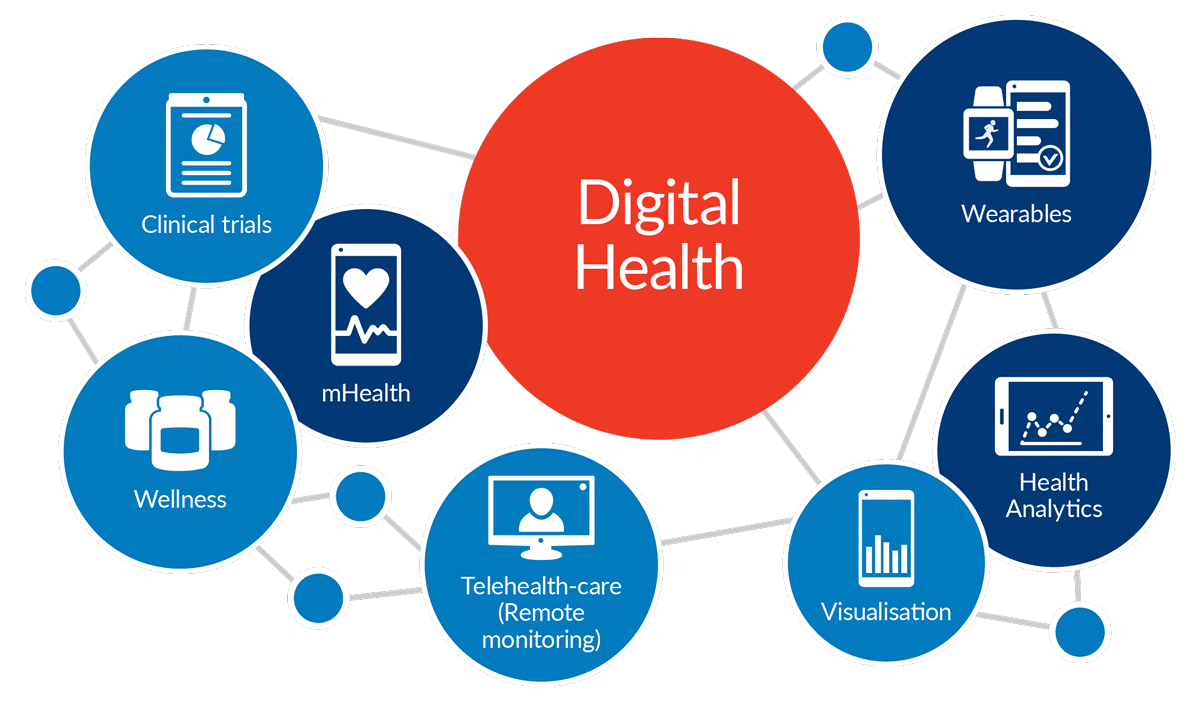 Digital
Health
Clinical trials
Wearables
mHealth
Health
Analytics
Wellness
Telehealth-care
(Remote
monitoring)
Visualisation